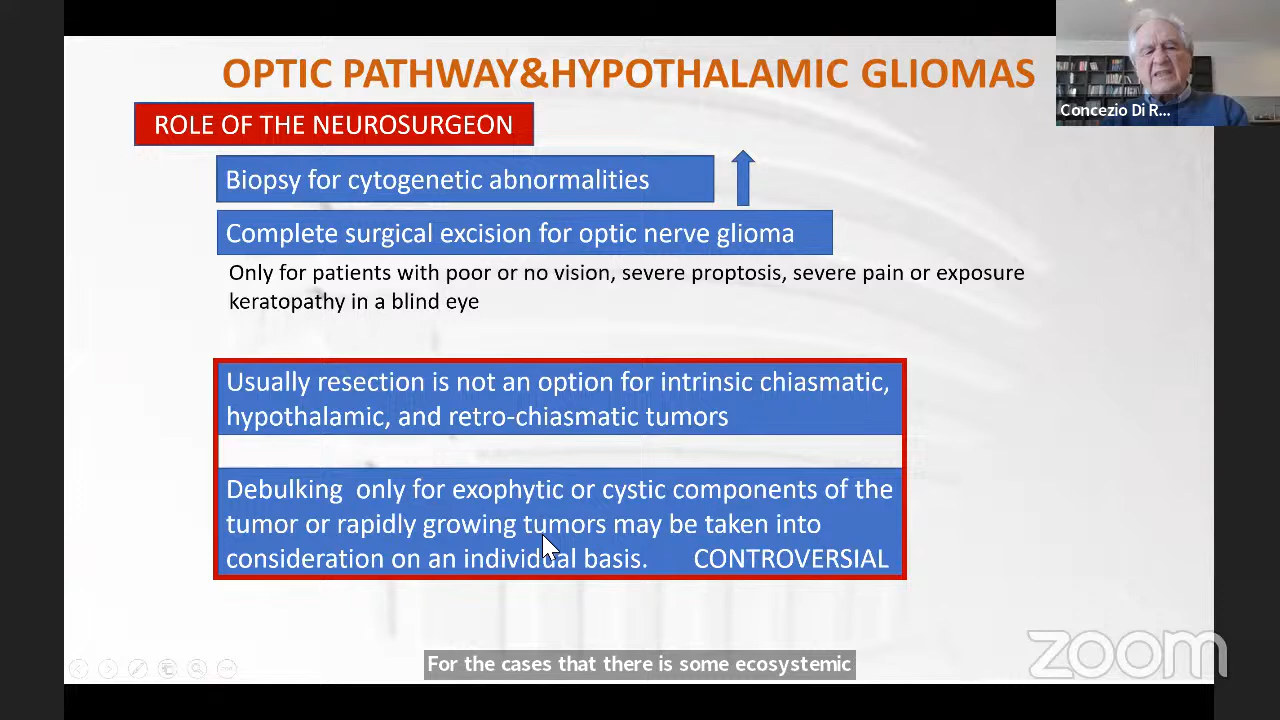 OPTIC PATHWAY&HYPOTHALAMIC GLIOMAS
Concezio Di R...
ROLE OF THE NEUROSURGEON
Biopsy for cytogenetic abnormalities
Complete surgical excision for optic nerve glioma
Only for patients with poor or no vision, severe proptosis, severe pain or exposure
keratopathy in a blind eye
Usually resection is not an option for intrinsic chiasmatic,
hypothalamic, and retro-chiasmatic tumors
Debulking only for exophytic or cystic components of the
tumor or rapidly growing tumors may be taken into
consideration on an individual basis. CONTROVERSIAL
zoom
For the cases that there is some ecosystemic